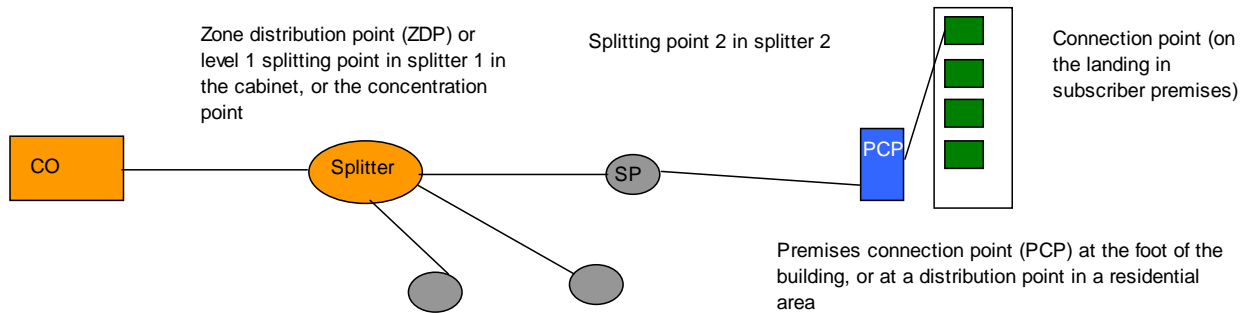 Zone distribution point (ZDP) or
level 1 splitting point in splitter 1 in
the cabinet, or the concentration
point
Splitting point 2 in splitter 2
Connection point (on
the landing in
subscriber premises)
CO
Splitter
SP
PCP
Premises connection point (PCP) at the foot of the
building, or at a distribution point in a residential
area